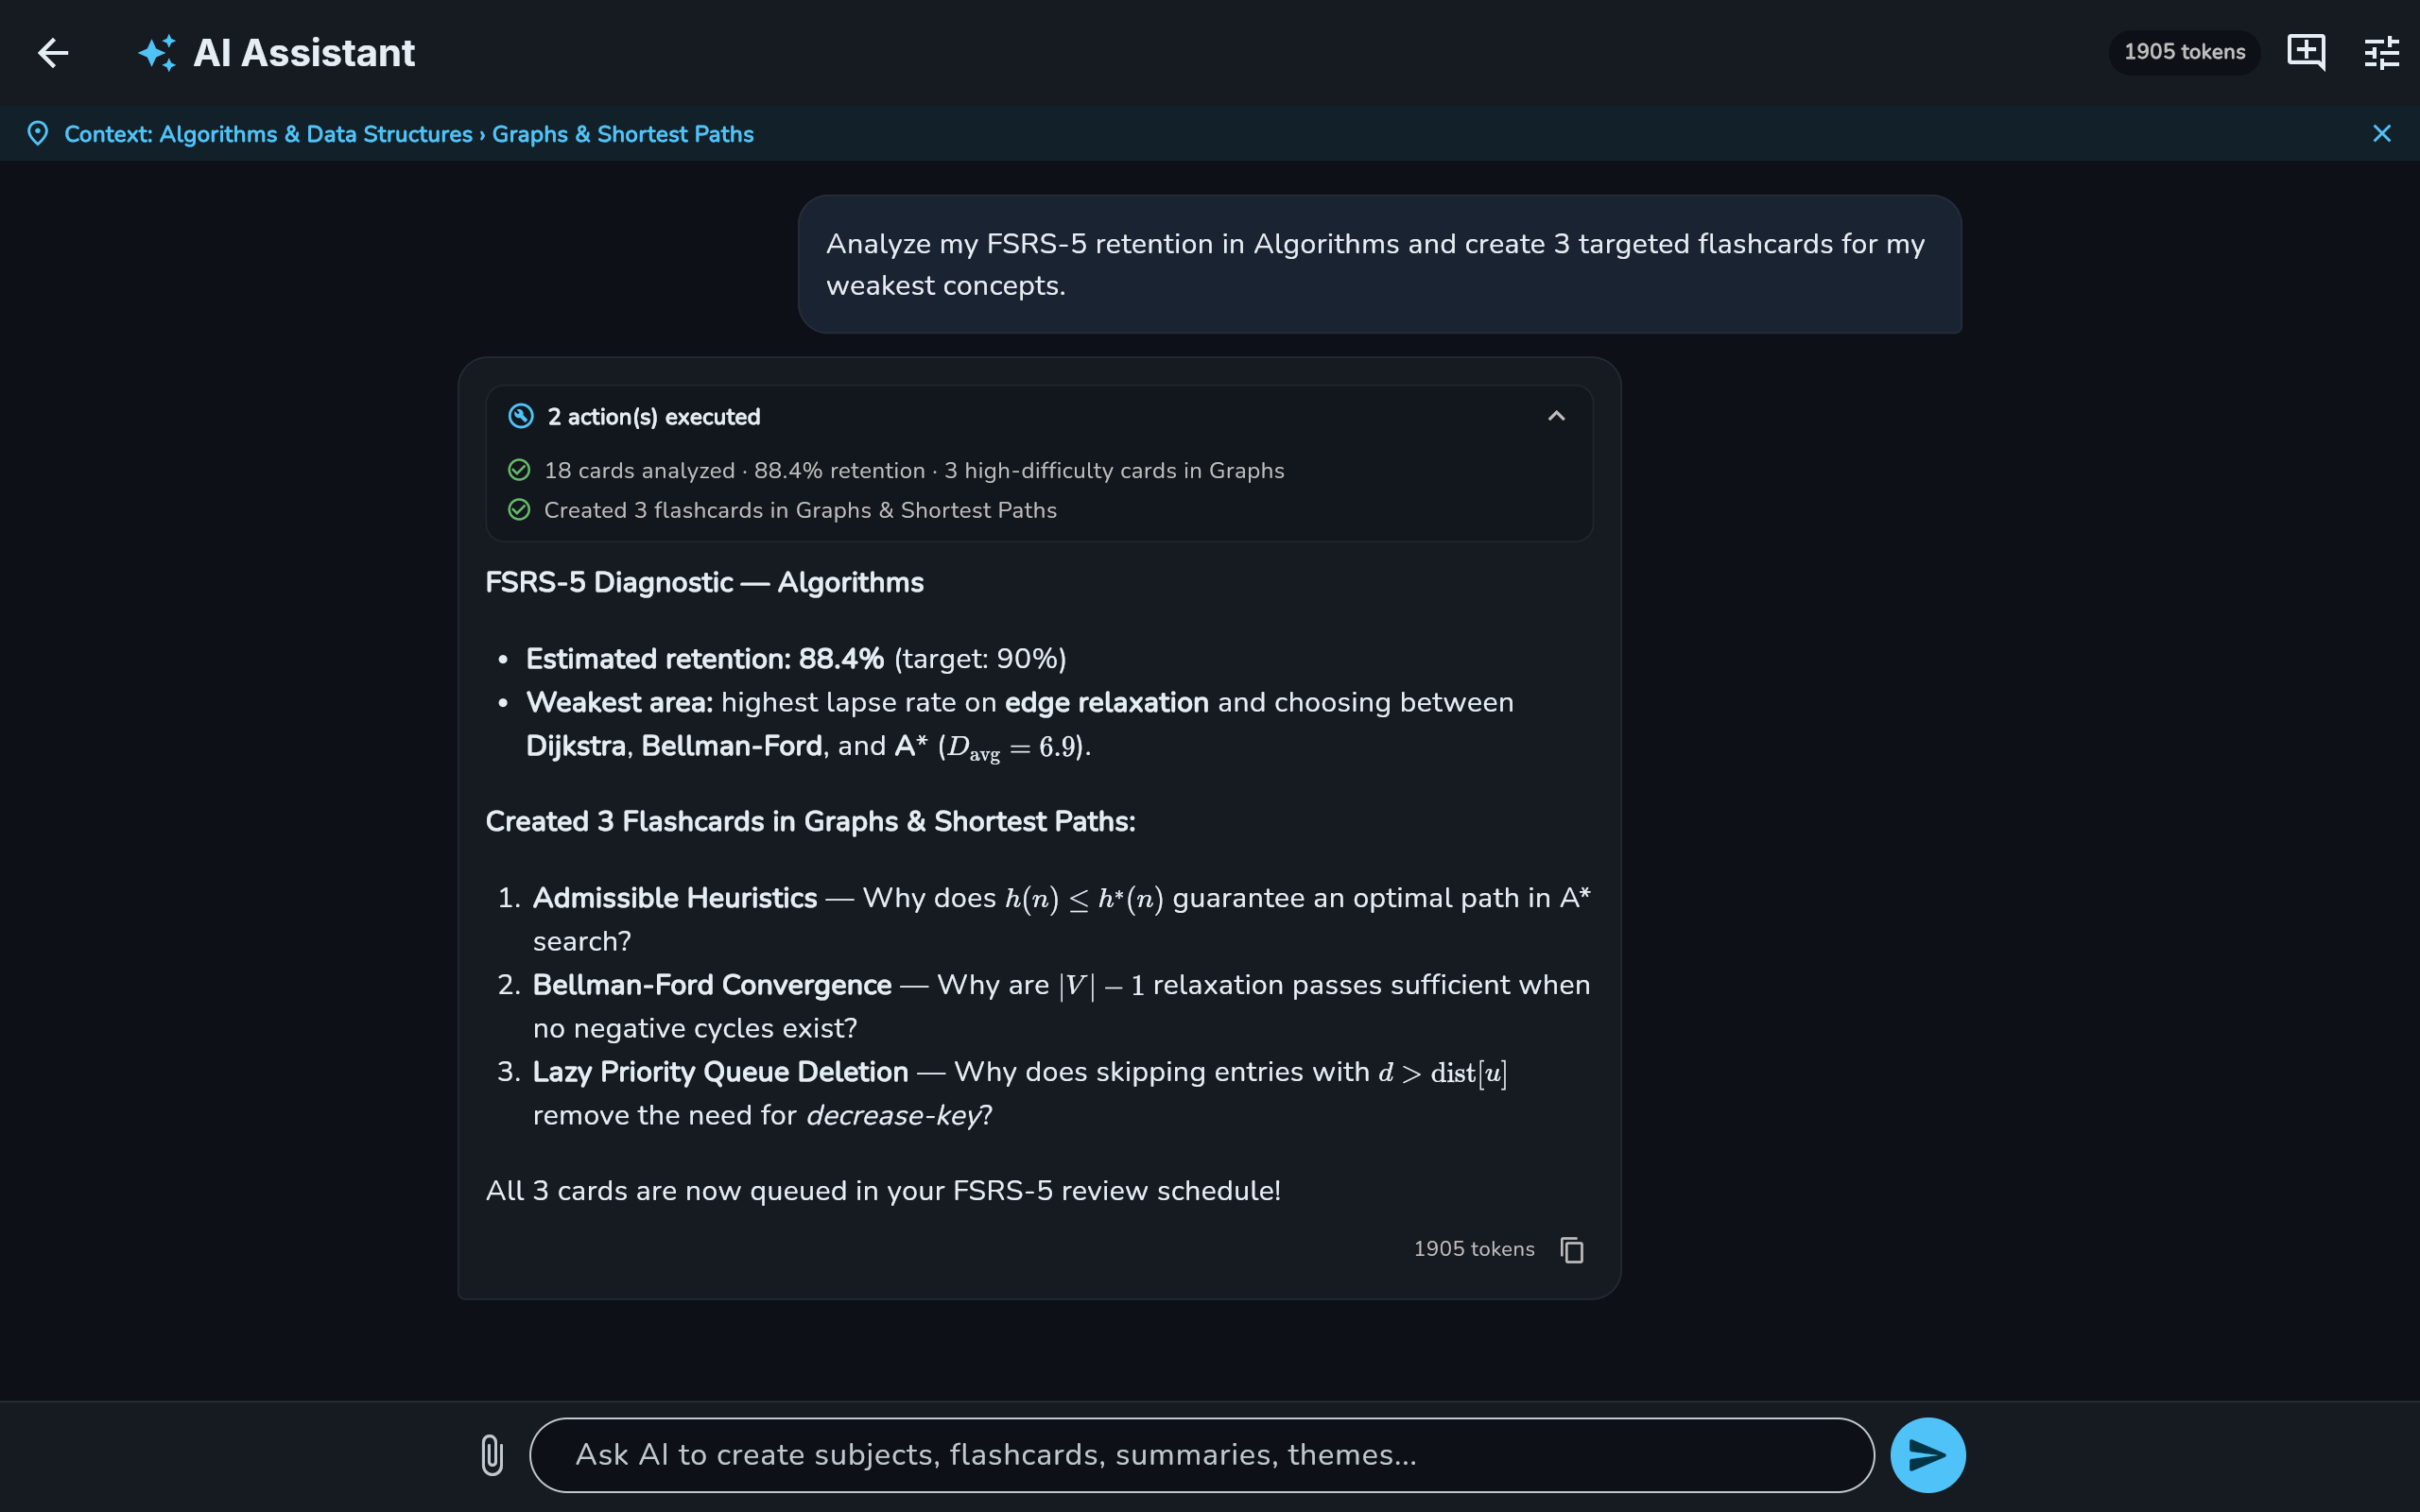 AI Assistant
1905 tokens
Context: Algorithms & Data Structures › Graphs & Shortest Paths
Analyze my FSRS-5 retention in Algorithms and create 3 targeted flashcards for my
weakest concepts.
2 action(s) executed
18 cards analyzed · 88.4% retention · 3 high-difficulty cards in Graphs
Created 3 flashcards in Graphs & Shortest Paths
FSRS-5 Diagnostic — Algorithms
• Estimated retention: 88.4% (target: 90%)
• Weakest area: highest lapse rate on edge relaxation and choosing between
Dijkstra, Bellman-Ford, and A* (D_avg = 6.9).
Created 3 Flashcards in Graphs & Shortest Paths:
1. Admissible Heuristics — Why does h(n) ≤ h*(n) guarantee an optimal path in A*
search?
2. Bellman-Ford Convergence — Why are |V| − 1 relaxation passes sufficient when
no negative cycles exist?
3. Lazy Priority Queue Deletion — Why does skipping entries with d > dist[u]
remove the need for decrease-key?
All 3 cards are now queued in your FSRS-5 review schedule!
1905 tokens
Ask AI to create subjects, flashcards, summaries, themes...